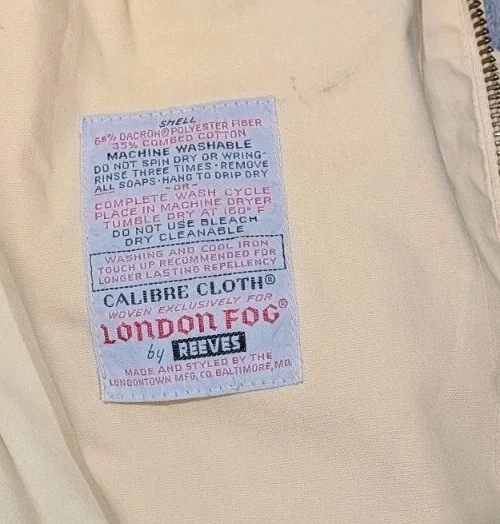 SHELL
65% DACRON® POLYESTER FIBER
35% COMBED COTTON
MACHINE WASHABLE
DO NOT SPIN DRY OR WRING-
RINSE THREE TIMES · REMOVE
ALL SOAPS · HANG TO DRIP DRY
-OR-
COMPLETE WASH CYCLE
PLACE IN MACHINE DRYER
TUMBLE DRY AT 160° F
DO NOT USE BLEACH
DRY CLEANABLE
WASHING AND COOL IRON
TOUCH UP RECOMMENDED FOR
LONGER LASTING REPELLENCY
CALIBRE CLOTH®
WOVEN EXCLUSIVELY FOR
LONDON FOG®
by REEVES
MADE AND STYLED BY THE
LONDONTOWN MFG. CO. BALTIMORE, MD.